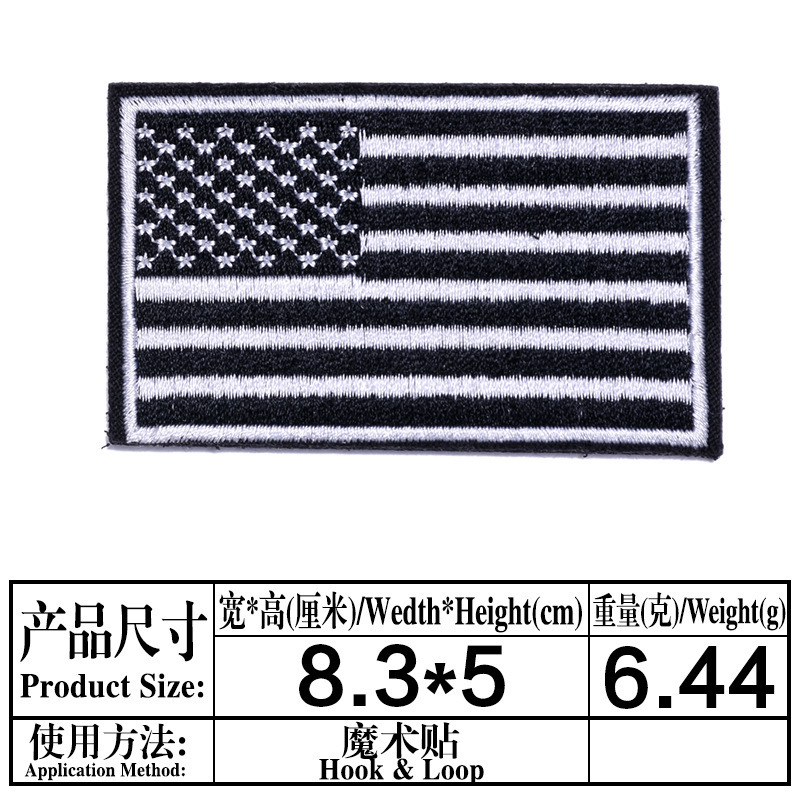 产品尺寸
Product Size:
宽*高(厘米)/Wedth*Height(cm)
重量(克)/Weight(g)
8.3*5
6.44
使用方法:
Application Method:
魔术贴
Hook & Loop